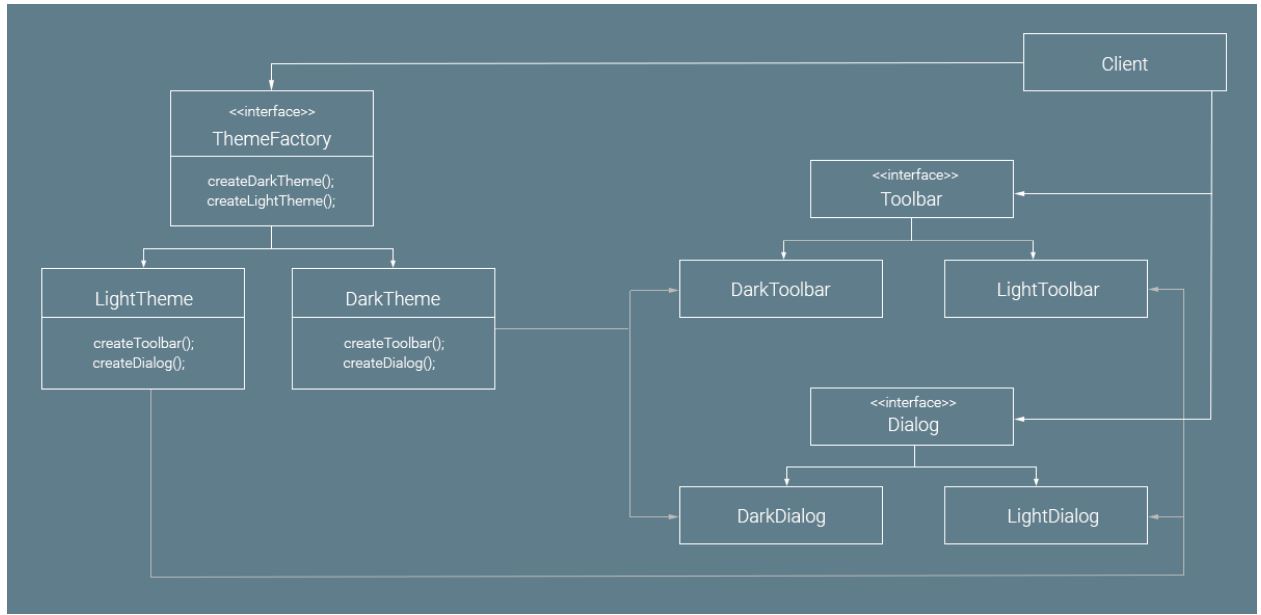 Client
<<interface>>
ThemeFactory
createDarkTheme();
createLightTheme();
<<interface>>
Toolbar
LightTheme
createToolbar();
createDialog();
DarkTheme
createToolbar();
createDialog();
DarkToolbar
LightToolbar
<<interface>>
Dialog
DarkDialog
LightDialog